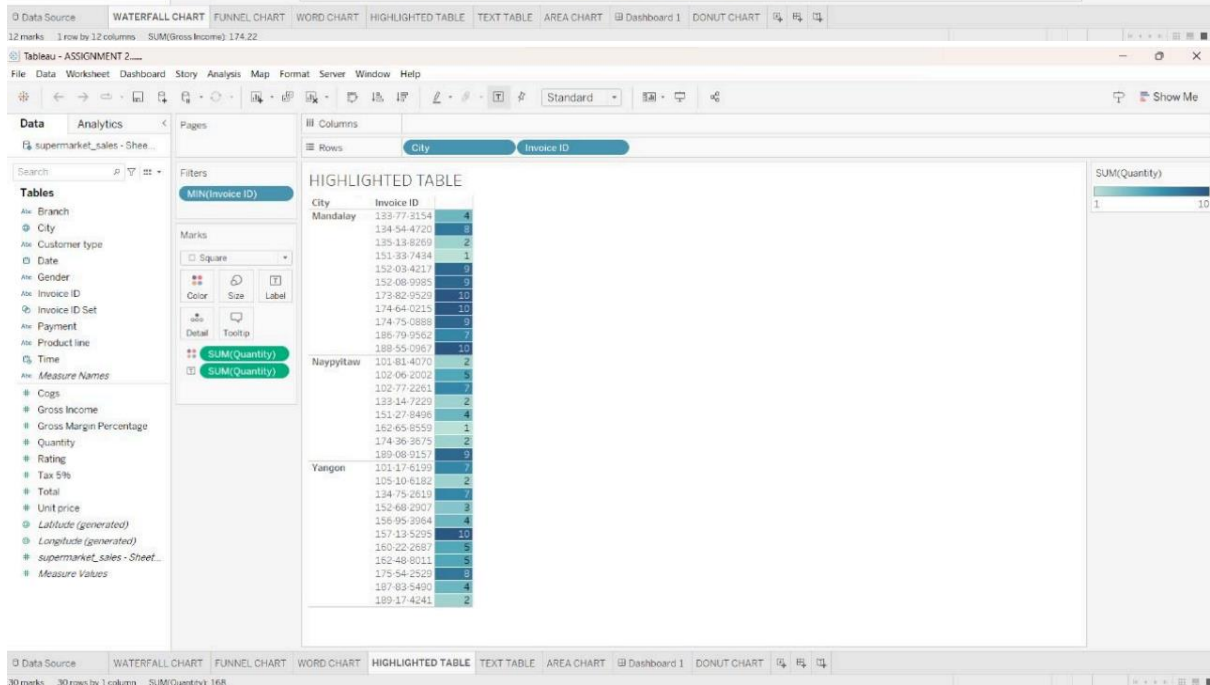 Data Source WATERFALL CHART FUNNEL CHART WORD CHART HIGHLIGHTED TABLE TEXT TABLE AREA CHART Dashboard 1 DONUT CHART
12 marks 1 row by 12 columns SUM(Gross Income): 174.22
Tableau - ASSIGNMENT 2.....
File Data Worksheet Dashboard Story Analysis Map Format Server Window Help
Standard Show Me
Data Analytics Pages Columns
supermarket_sales - Shee... Rows City Invoice ID
Search Filters HIGHLIGHTED TABLE SUM(Quantity)
Tables MIN(Invoice ID) 1 10
Abc Branch City Invoice ID
City Mandalay 133-77-3154 4
Abc Customer type Marks 134-54-4720 8
Date 135-13-8269 2
Abc Gender Square 151-33-7434 1
Abc Invoice ID Color Size Label 152-03-4217 9
Invoice ID Set 152-08-9985 9
Abc Payment Detail Tooltip 173-82-9529 10
Abc Product line SUM(Quantity) 174-64-0215 10
Time SUM(Quantity) 174-75-0888 9
Abc Measure Names 186-79-9562 7
# Cogs 188-55-0967 10
# Gross Income Naypyitaw 101-81-4070 2
# Gross Margin Percentage 102-06-2002 5
# Quantity 102-77-2261 7
# Rating 133-14-7229 2
# Tax 5% 151-27-8496 4
# Total 162-65-8559 1
# Unit price 174-36-3675 2
Latitude (generated) 189-08-9157 9
Longitude (generated) Yangon 101-17-6199 7
# supermarket_sales - Sheet... 105-10-6182 2
# Measure Values 134-75-2619 7
152-68-2907 3
156-95-3964 4
157-13-5295 10
160-22-2687 5
162-48-8011 5
175-54-2529 8
187-83-5490 4
189-17-4241 2
Data Source WATERFALL CHART FUNNEL CHART WORD CHART HIGHLIGHTED TABLE TEXT TABLE AREA CHART Dashboard 1 DONUT CHART
30 marks 30 rows by 1 column SUM(Quantity): 168